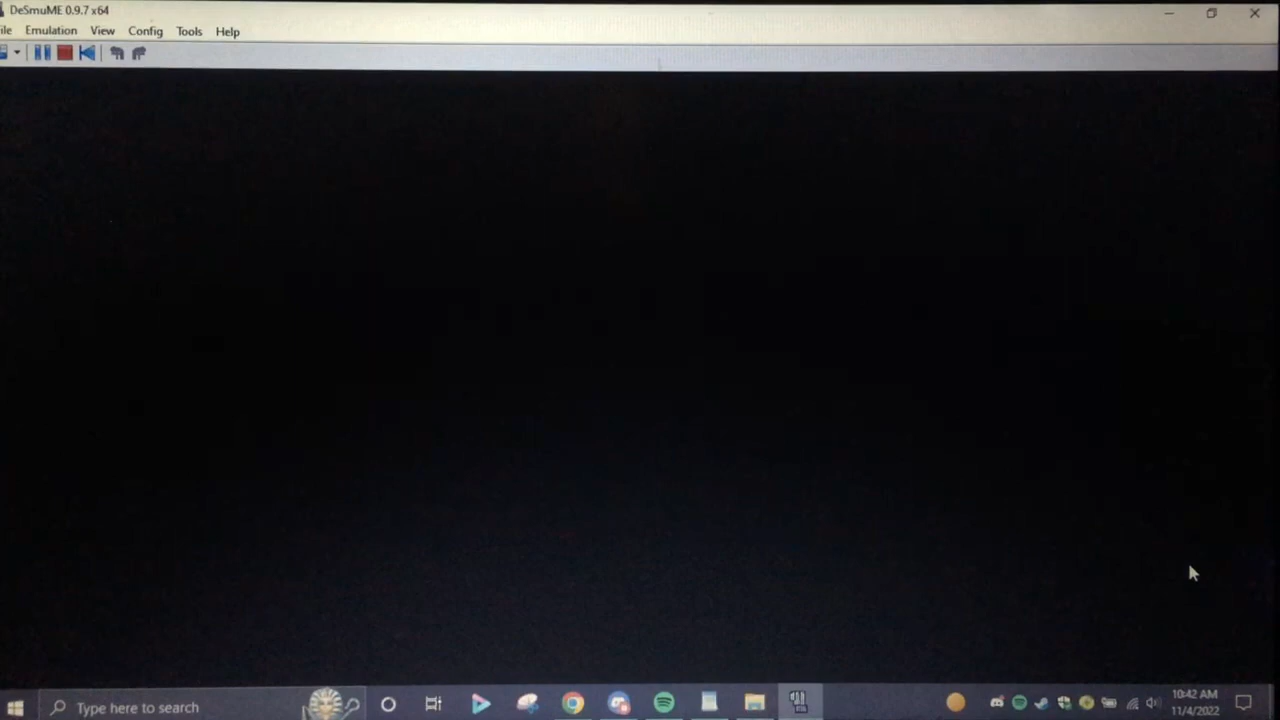 DeSmuME 0.9.7 x64
ile Emulation View Config Tools Help
Type here to search
10:42 AM
11/4/2022